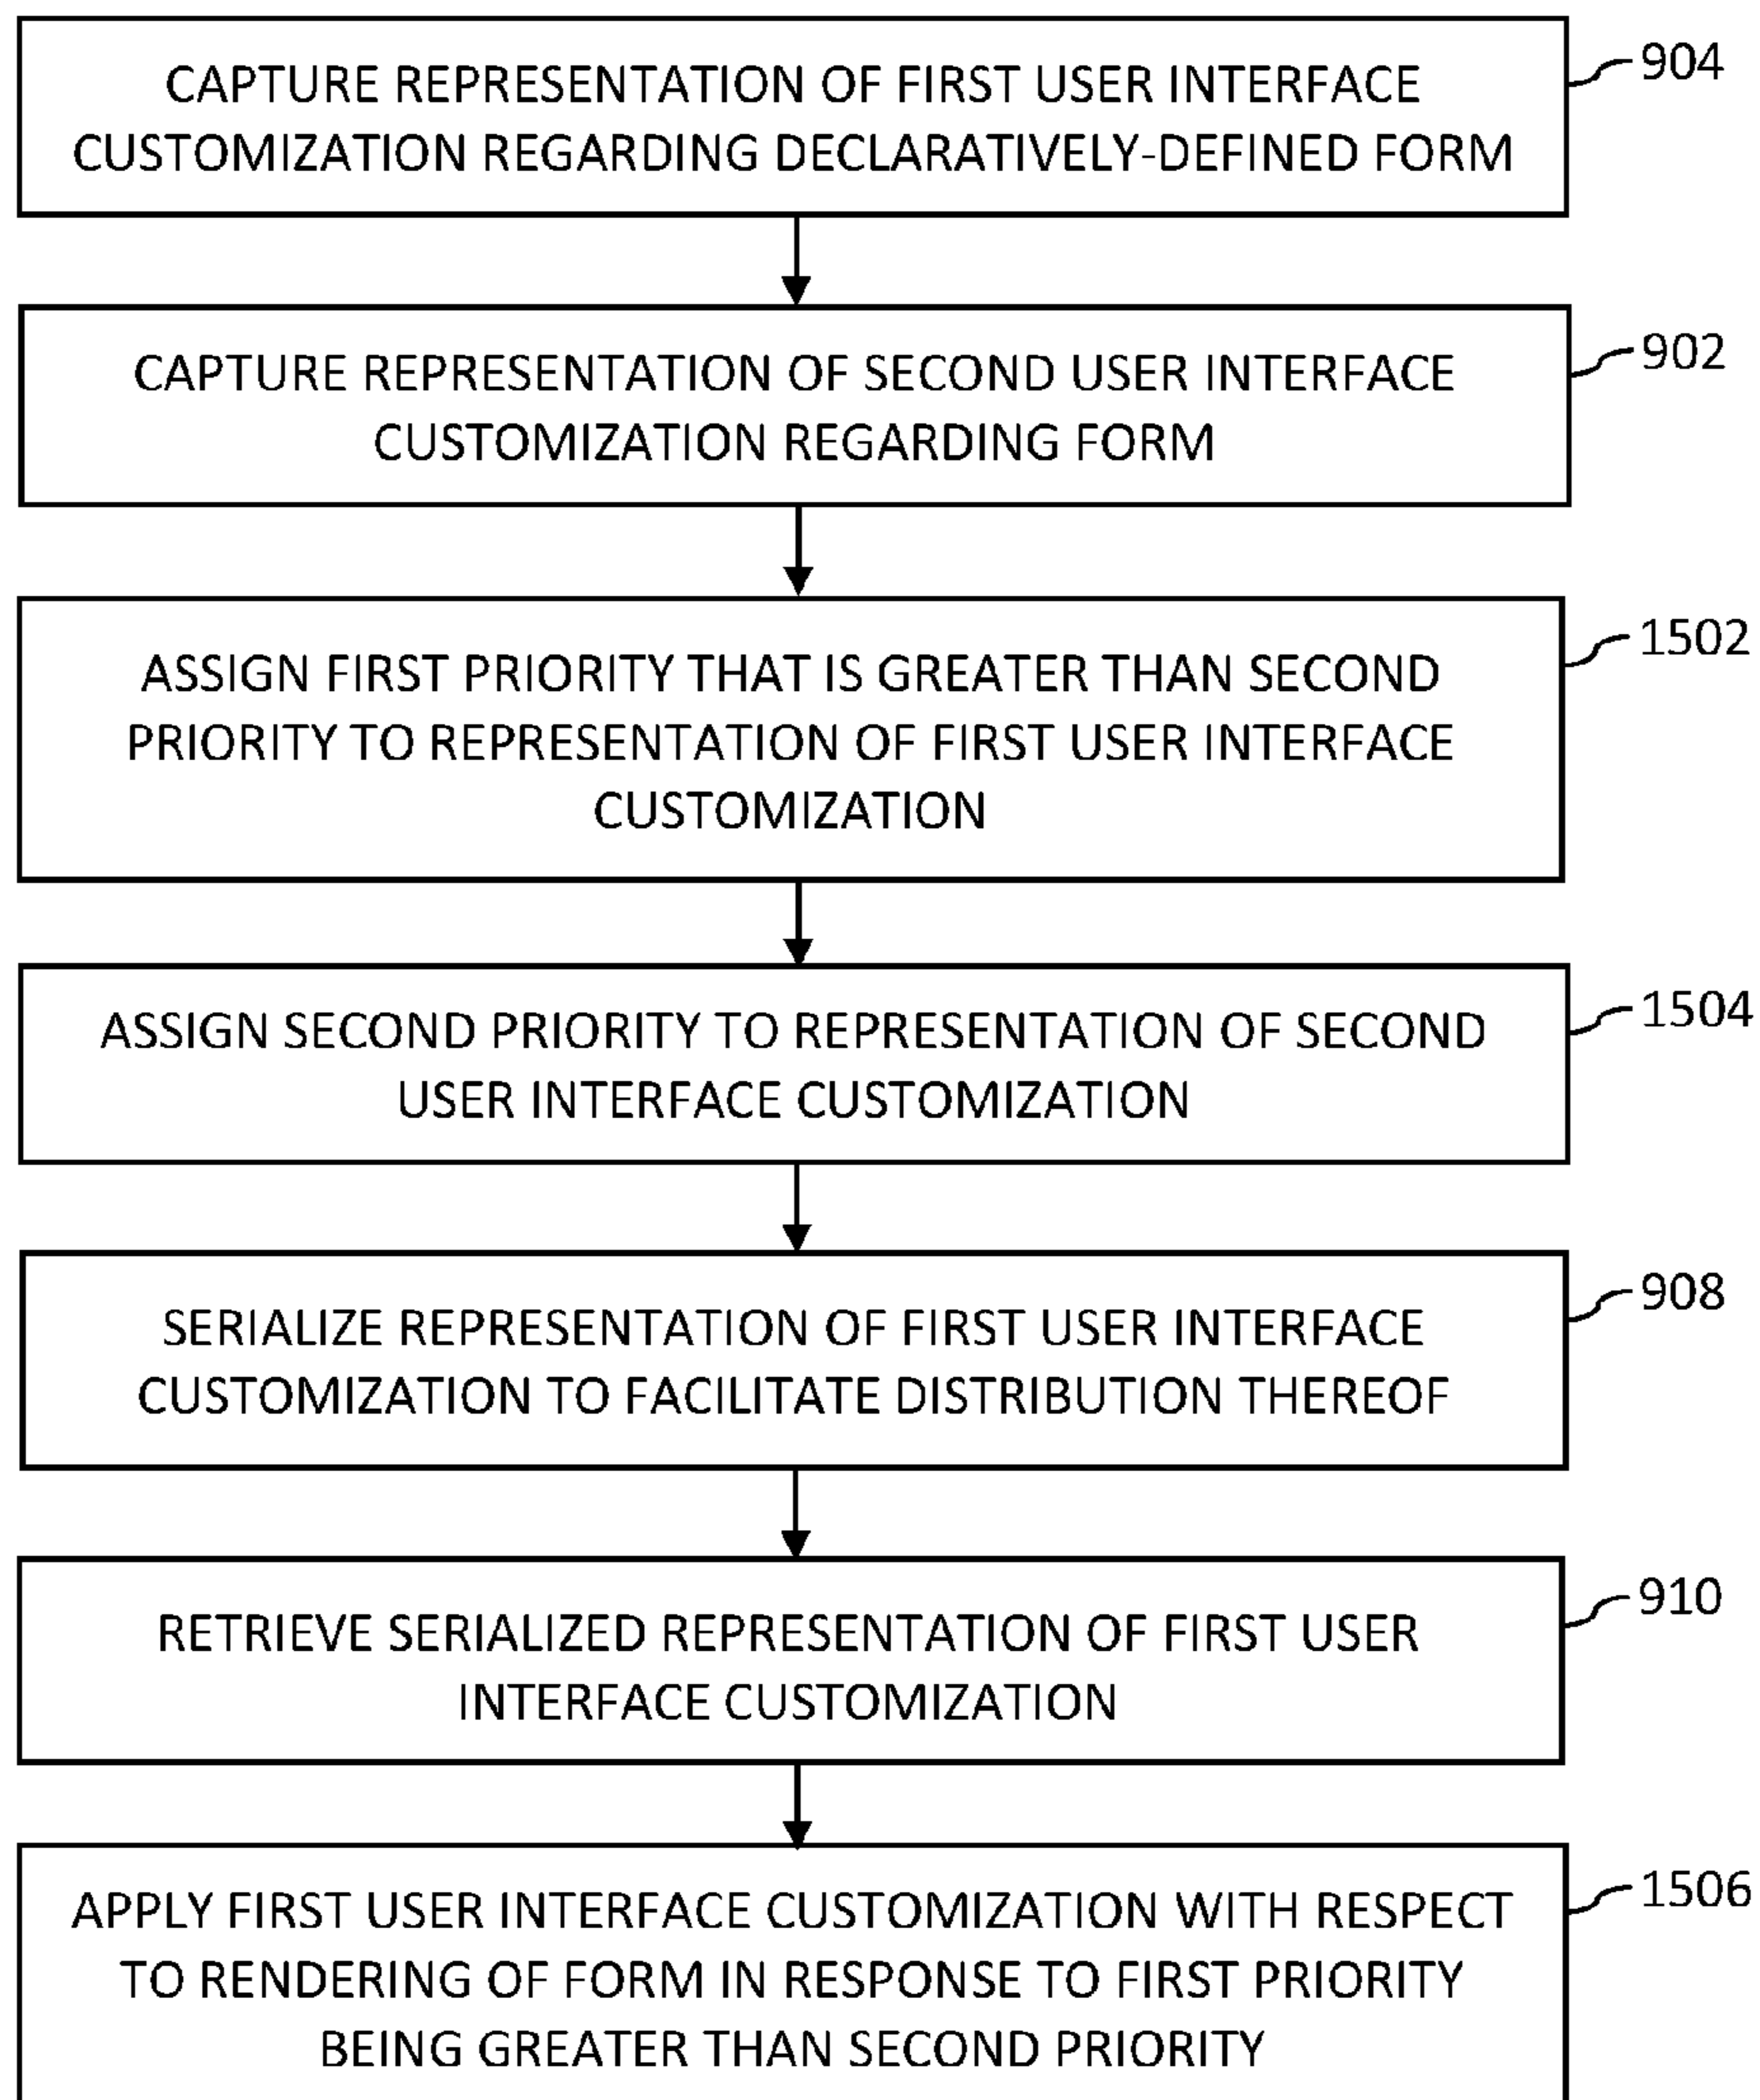 CAPTURE REPRESENTATION OF FIRST USER INTERFACE
CUSTOMIZATION REGARDING DECLARATIVELY-DEFINED FORM
904
CAPTURE REPRESENTATION OF SECOND USER INTERFACE
CUSTOMIZATION REGARDING FORM
902
ASSIGN FIRST PRIORITY THAT IS GREATER THAN SECOND
PRIORITY TO REPRESENTATION OF FIRST USER INTERFACE
CUSTOMIZATION
1502
ASSIGN SECOND PRIORITY TO REPRESENTATION OF SECOND
USER INTERFACE CUSTOMIZATION
1504
SERIALIZE REPRESENTATION OF FIRST USER INTERFACE
CUSTOMIZATION TO FACILITATE DISTRIBUTION THEREOF
908
RETRIEVE SERIALIZED REPRESENTATION OF FIRST USER
INTERFACE CUSTOMIZATION
910
APPLY FIRST USER INTERFACE CUSTOMIZATION WITH RESPECT
TO RENDERING OF FORM IN RESPONSE TO FIRST PRIORITY
BEING GREATER THAN SECOND PRIORITY
1506